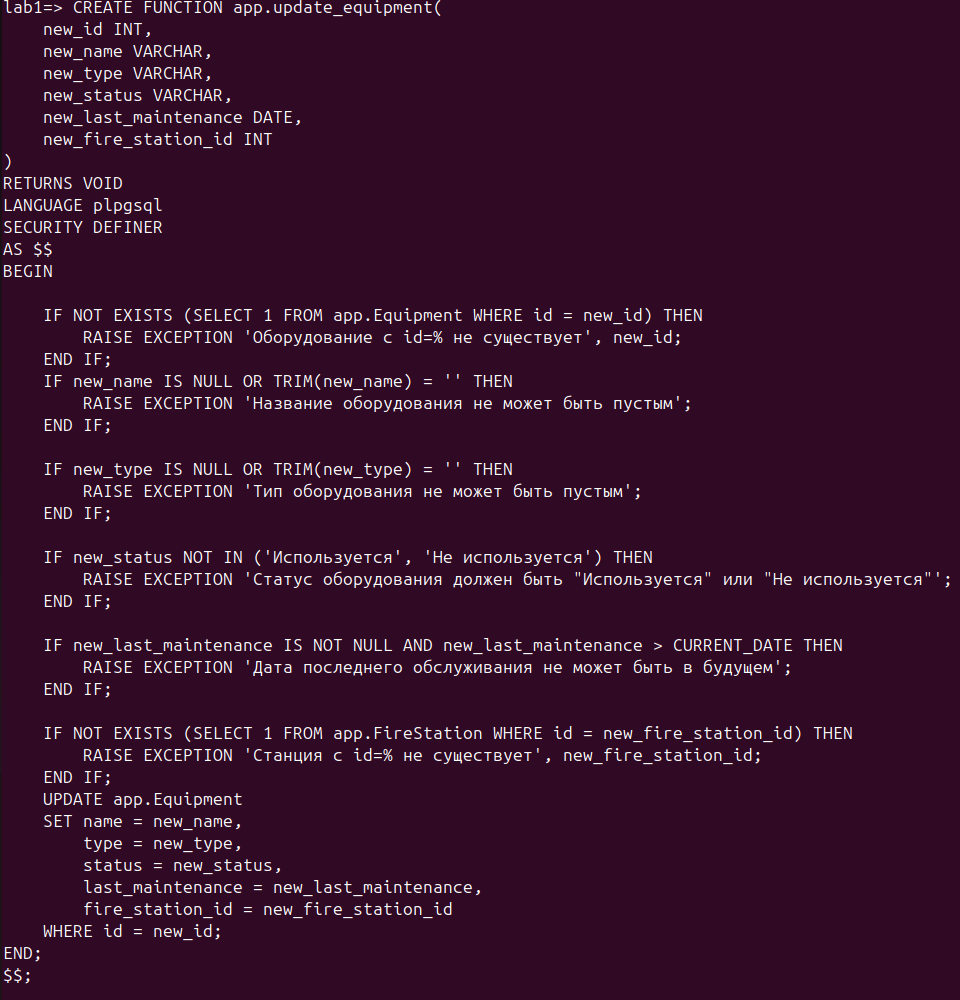 lab1=> CREATE FUNCTION app.update_equipment(
    new_id INT,
    new_name VARCHAR,
    new_type VARCHAR,
    new_status VARCHAR,
    new_last_maintenance DATE,
    new_fire_station_id INT
)
RETURNS VOID
LANGUAGE plpgsql
SECURITY DEFINER
AS $$
BEGIN

    IF NOT EXISTS (SELECT 1 FROM app.Equipment WHERE id = new_id) THEN
        RAISE EXCEPTION 'Оборудование с id=% не существует', new_id;
    END IF;
    IF new_name IS NULL OR TRIM(new_name) = '' THEN
        RAISE EXCEPTION 'Название оборудования не может быть пустым';
    END IF;

    IF new_type IS NULL OR TRIM(new_type) = '' THEN
        RAISE EXCEPTION 'Тип оборудования не может быть пустым';
    END IF;

    IF new_status NOT IN ('Используется', 'Не используется') THEN
        RAISE EXCEPTION 'Статус оборудования должен быть "Используется" или "Не используется"';
    END IF;

    IF new_last_maintenance IS NOT NULL AND new_last_maintenance > CURRENT_DATE THEN
        RAISE EXCEPTION 'Дата последнего обслуживания не может быть в будущем';
    END IF;

    IF NOT EXISTS (SELECT 1 FROM app.FireStation WHERE id = new_fire_station_id) THEN
        RAISE EXCEPTION 'Станция с id=% не существует', new_fire_station_id;
    END IF;
    UPDATE app.Equipment
    SET name = new_name,
        type = new_type,
        status = new_status,
        last_maintenance = new_last_maintenance,
        fire_station_id = new_fire_station_id
    WHERE id = new_id;
END;
$$;